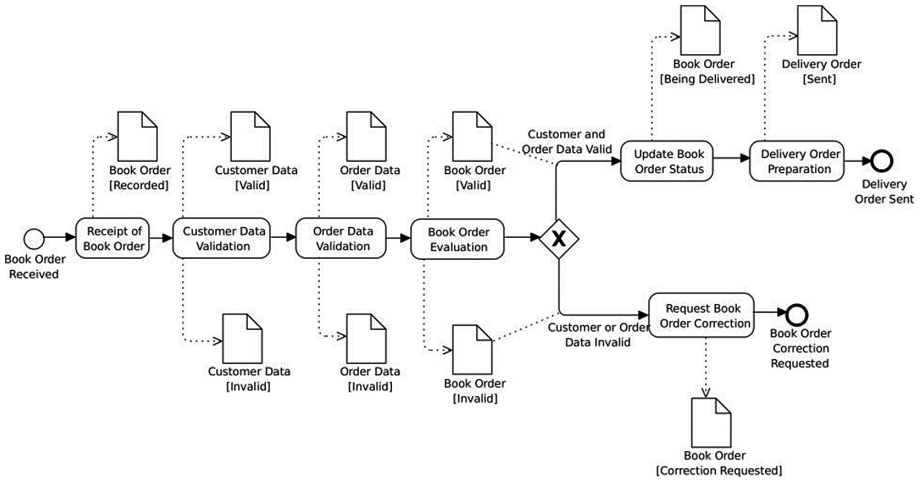 Book Order
[Being Delivered]
Delivery Order
[Sent]
Book Order
[Recorded]
Customer Data
[Valid]
Order Data
[Valid]
Book Order
[Valid]
Customer and
Order Data Valid
Update Book
Order Status
Delivery Order
Preparation
Delivery
Order Sent
Book Order
Received
Receipt of
Book Order
Customer Data
Validation
Order Data
Validation
Book Order
Evaluation
X
Customer or Order
Data Invalid
Request Book
Order Correction
Book Order
Correction
Requested
Customer Data
[Invalid]
Order Data
[Invalid]
Book Order
[Invalid]
Book Order
[Correction Requested]